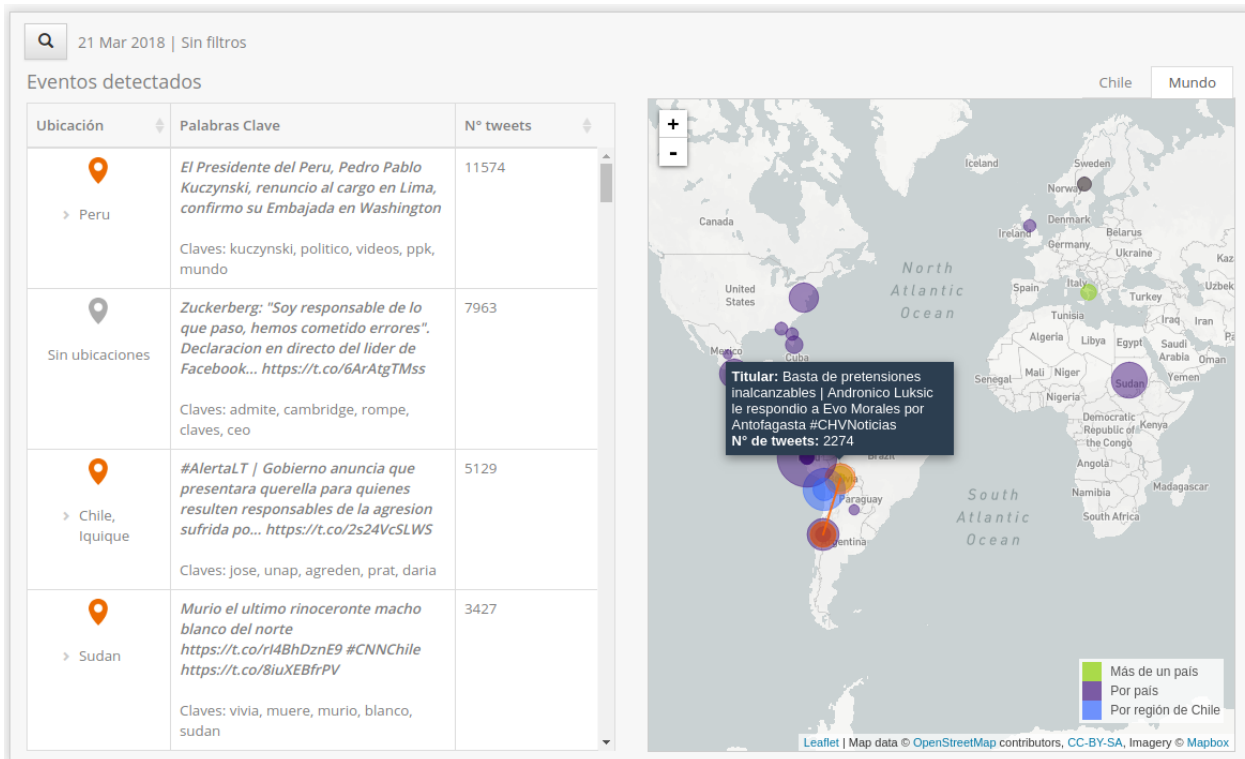 21 Mar 2018 | Sin filtros
Eventos detectados
Chile
Mundo
Ubicación
Palabras Clave
N° tweets
Peru
El Presidente del Peru, Pedro Pablo
Kuczynski, renuncio al cargo en Lima,
confirmo su Embajada en Washington
Claves: kuczynski, politico, videos, ppk,
mundo
11574
Sin ubicaciones
Zuckerberg: "Soy responsable de lo
que paso, hemos cometido errores".
Declaracion en directo del lider de
Facebook... https://t.co/6ArAtgTMss
Claves: admite, cambridge, rompe,
claves, ceo
7963
Chile,
Iquique
#AlertaLT | Gobierno anuncia que
presentara querella para quienes
resulten responsables de la agresion
sufrida po... https://t.co/2s24VcSLWS
Claves: jose, unap, agreden, prat, daria
5129
Sudan
Murio el ultimo rinoceronte macho
blanco del norte
https://t.co/rI4BhDznE9 #CNNChile
https://t.co/8iuXEBfrPV
Claves: vivia, muere, murio, blanco,
sudan
3427
+
-
Iceland
Sweden
Norway
Canada
Denmark
Ireland
Belarus
Germany
Ukraine
Kaz
North
Atlantic
Ocean
United
States
Spain
Italy
Turkey
Uzbek
Tunisia
Iraq
Iran
Algeria
Libya
Egypt
Saudi
Arabia
Oman
Mexico
Cuba
Senegal
Mali
Niger
Sudan
Yemen
Nigeria
Democratic
Republic of
the Congo
Kenya
Titular: Basta de pretensiones
inalcanzables | Andronico Luksic
le respondio a Evo Morales por
Antofagasta #CHVNoticias
N° de tweets: 2274
Brazil
Angola
Paraguay
South
Atlantic
Ocean
Namibia
Madagascar
South Africa
Argentina
Más de un país
Por país
Por región de Chile
Leaflet | Map data © OpenStreetMap contributors, CC-BY-SA, Imagery © Mapbox